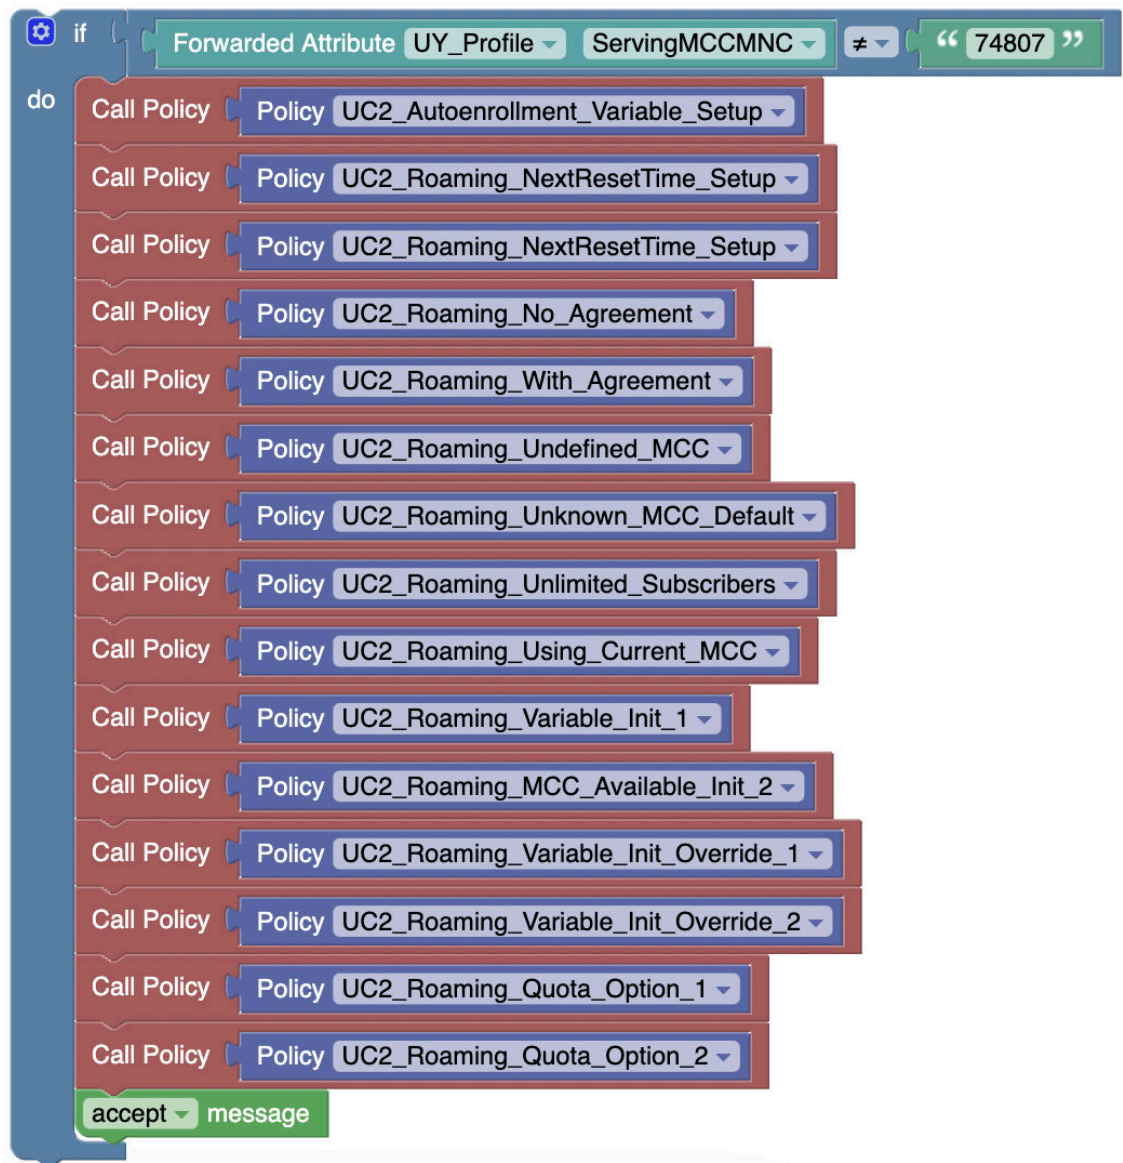 if Forwarded Attribute UY_Profile ServingMCCMNC ≠ “ 74807 ”
do Call Policy Policy UC2_Autoenrollment_Variable_Setup
Call Policy Policy UC2_Roaming_NextResetTime_Setup
Call Policy Policy UC2_Roaming_NextResetTime_Setup
Call Policy Policy UC2_Roaming_No_Agreement
Call Policy Policy UC2_Roaming_With_Agreement
Call Policy Policy UC2_Roaming_Undefined_MCC
Call Policy Policy UC2_Roaming_Unknown_MCC_Default
Call Policy Policy UC2_Roaming_Unlimited_Subscribers
Call Policy Policy UC2_Roaming_Using_Current_MCC
Call Policy Policy UC2_Roaming_Variable_Init_1
Call Policy Policy UC2_Roaming_MCC_Available_Init_2
Call Policy Policy UC2_Roaming_Variable_Init_Override_1
Call Policy Policy UC2_Roaming_Variable_Init_Override_2
Call Policy Policy UC2_Roaming_Quota_Option_1
Call Policy Policy UC2_Roaming_Quota_Option_2
accept message